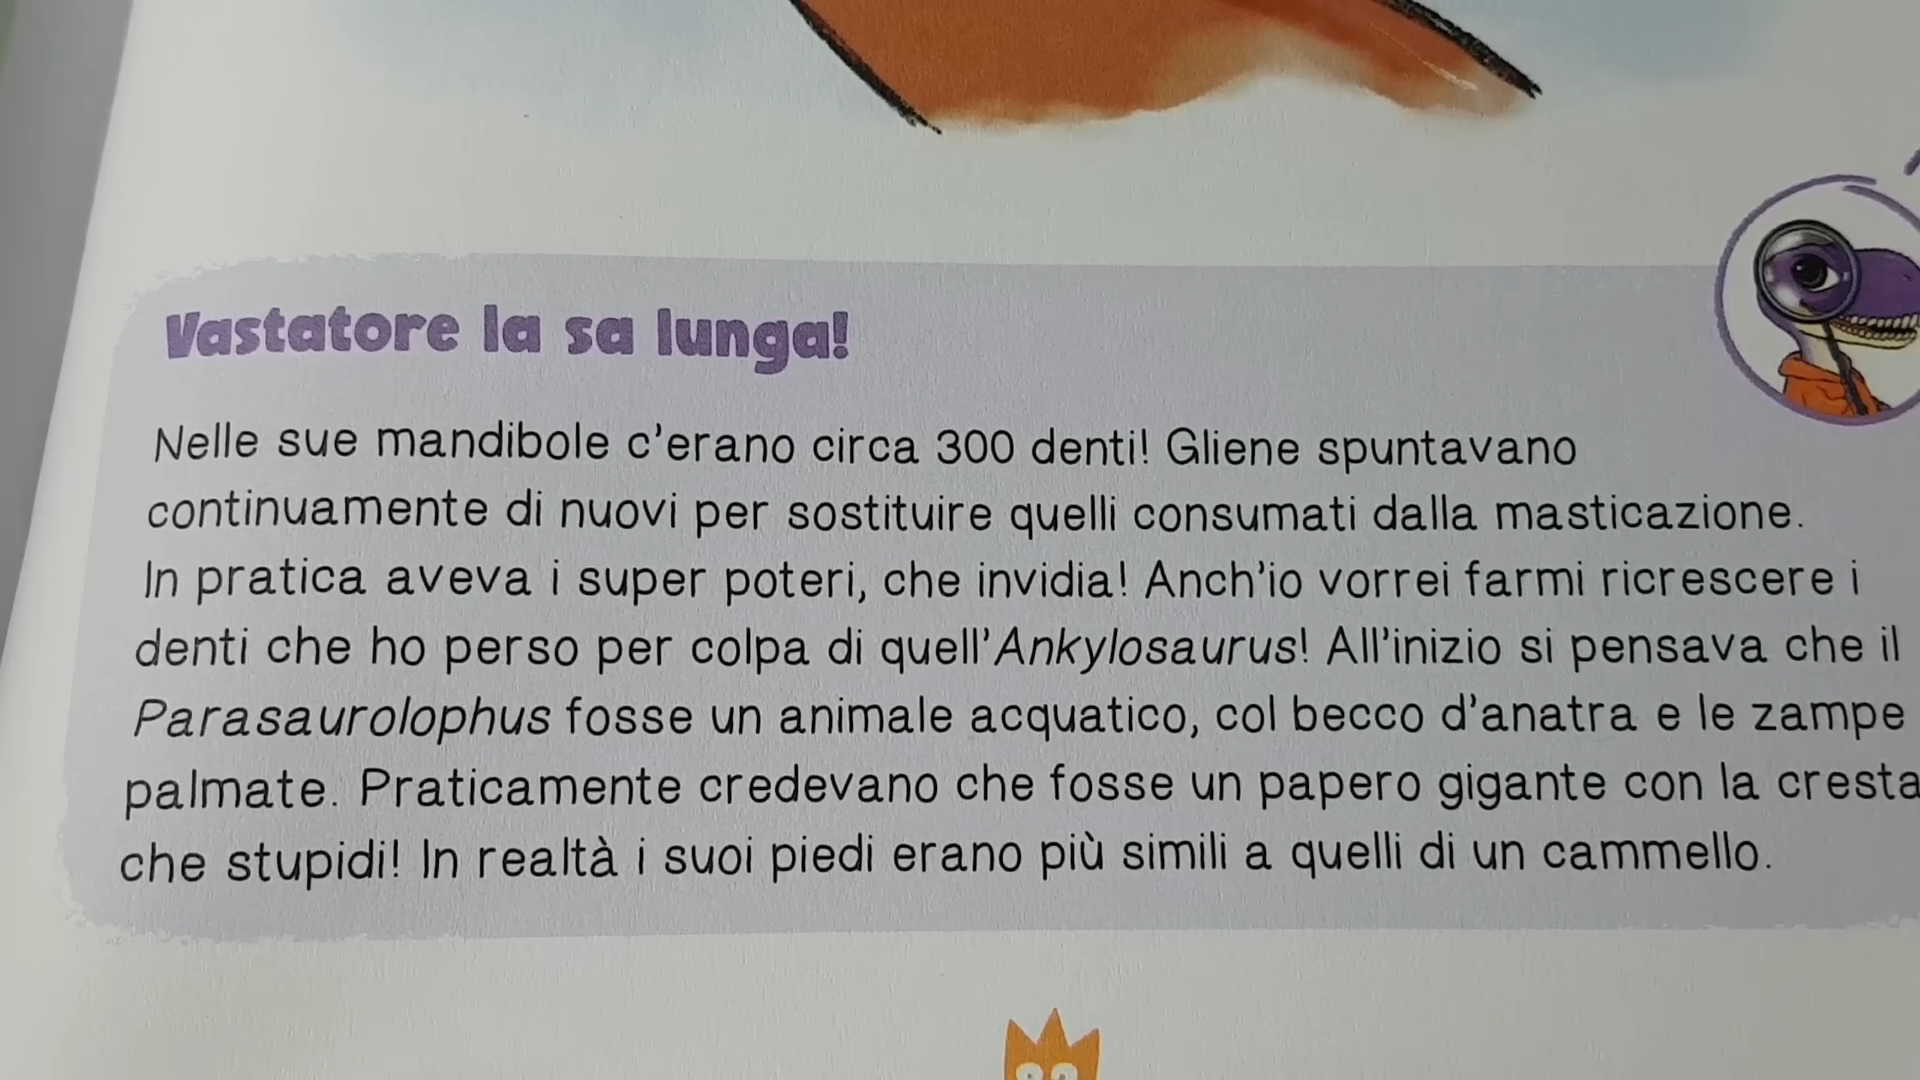 Vastatore la sa lunga!
Nelle sue mandibole c'erano circa 300 denti! Gliene spuntavano
continuamente di nuovi per sostituire quelli consumati dalla masticazione.
In pratica aveva i super poteri, che invidia! Anch'io vorrei farmi ricrescere i
denti che ho perso per colpa di quell'Ankylosaurus! All'inizio si pensava che il
Parasaurolophus fosse un animale acquatico, col becco d'anatra e le zampe
palmate. Praticamente credevano che fosse un papero gigante con la cresta
che stupidi! In realtà i suoi piedi erano più simili a quelli di un cammello.